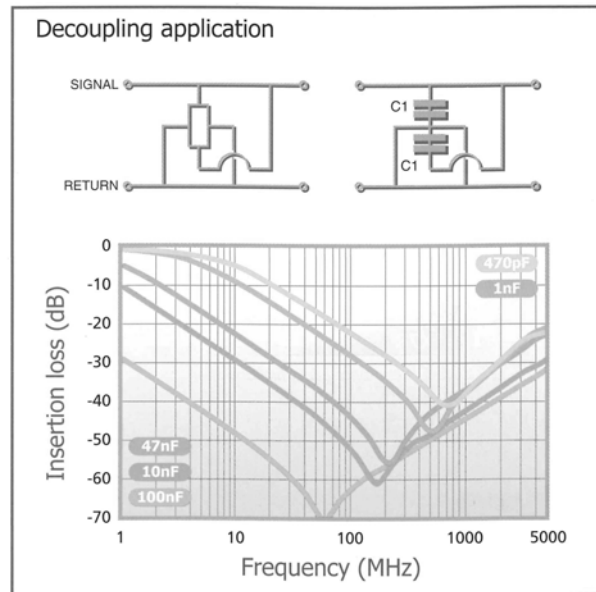 Decoupling application
SIGNAL
RETURN
C1
C1
Insertion loss (dB)
0
-10
-20
-30
-40
-50
-60
-70
470pF
1nF
47nF
10nF
100nF
1
10
100
1000
5000
Frequency (MHz)